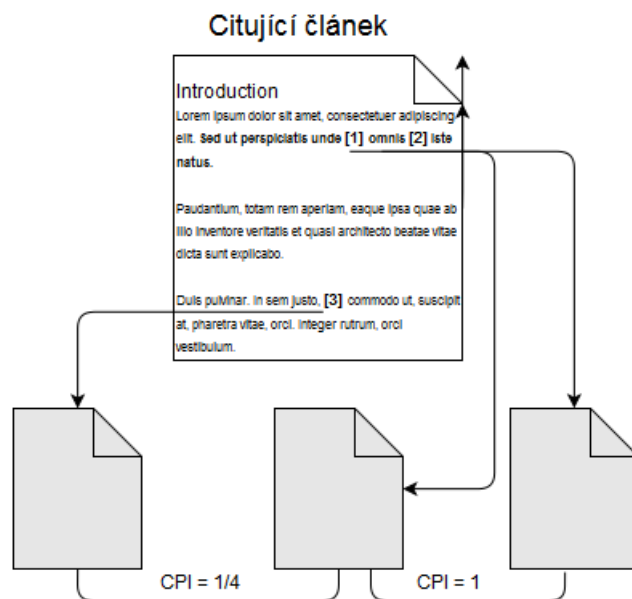 Citující článek
Introduction
Lorem ipsum dolor sit amet, consectetuer adipiscing
elit. Sed ut perspiciatis unde [1] omnis [2] iste
natus.
Paudantium, totam rem aperiam, eaque ipsa quae ab
illo inventore veritatis et quasi architecto beatae vitae
dicta sunt explicabo.
Duis pulvinar. In sem justo, [3] commodo ut, suscipit
at, pharetra vitae, orci. Integer rutrum, orci
vestibulum.
CPI = 1/4
CPI = 1